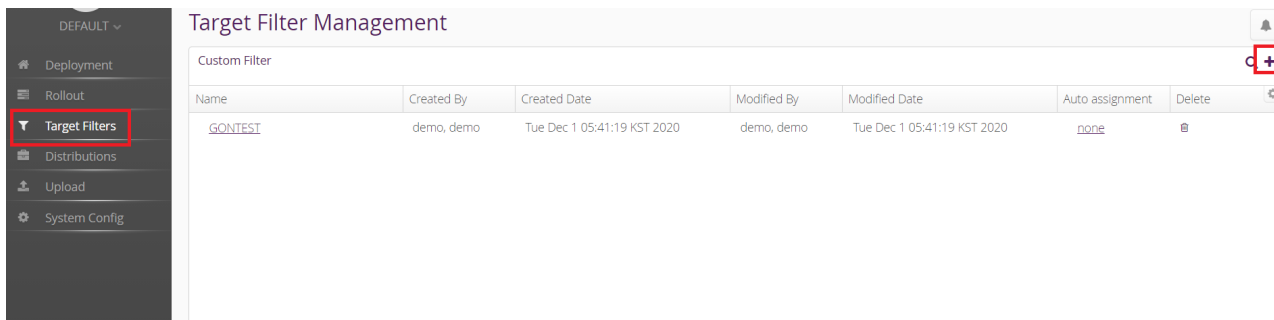 DEFAULT
Target Filter Management
Deployment
Rollout
Target Filters
Distributions
Upload
System Config
Custom Filter
Name Created By Created Date Modified By Modified Date Auto assignment Delete
GONTEST demo, demo Tue Dec 1 05:41:19 KST 2020 demo, demo Tue Dec 1 05:41:19 KST 2020 none